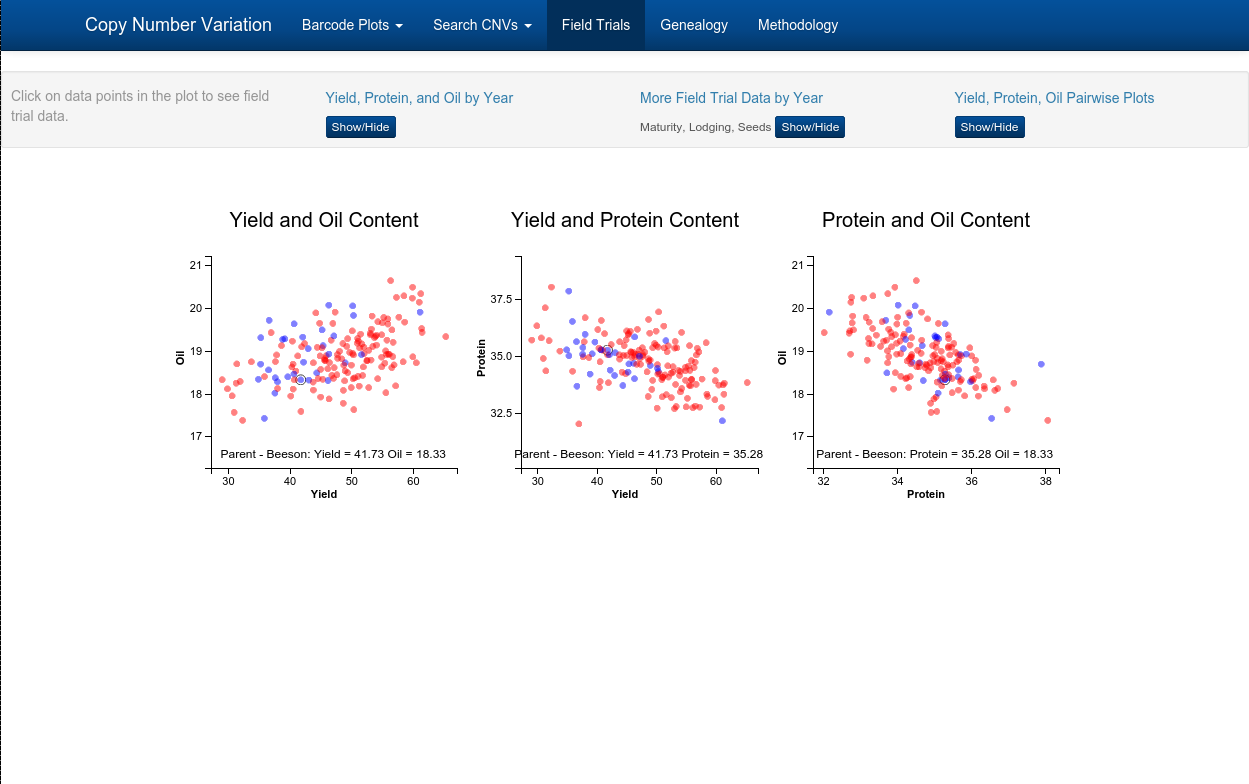 Copy Number Variation Barcode Plots Search CNVs Field Trials Genealogy Methodology
Click on data points in the plot to see field
trial data.
Yield, Protein, and Oil by Year
Show/Hide
More Field Trial Data by Year
Maturity, Lodging, Seeds Show/Hide
Yield, Protein, Oil Pairwise Plots
Show/Hide
Yield and Oil Content
21
20
19
18
17
Oil
Parent - Beeson: Yield = 41.73 Oil = 18.33
30 40 50 60
Yield
Yield and Protein Content
37.5
35.0
32.5
Protein
Parent - Beeson: Yield = 41.73 Protein = 35.28
30 40 50 60
Yield
Protein and Oil Content
21
20
19
18
17
Oil
Parent - Beeson: Protein = 35.28 Oil = 18.33
32 34 36 38
Protein